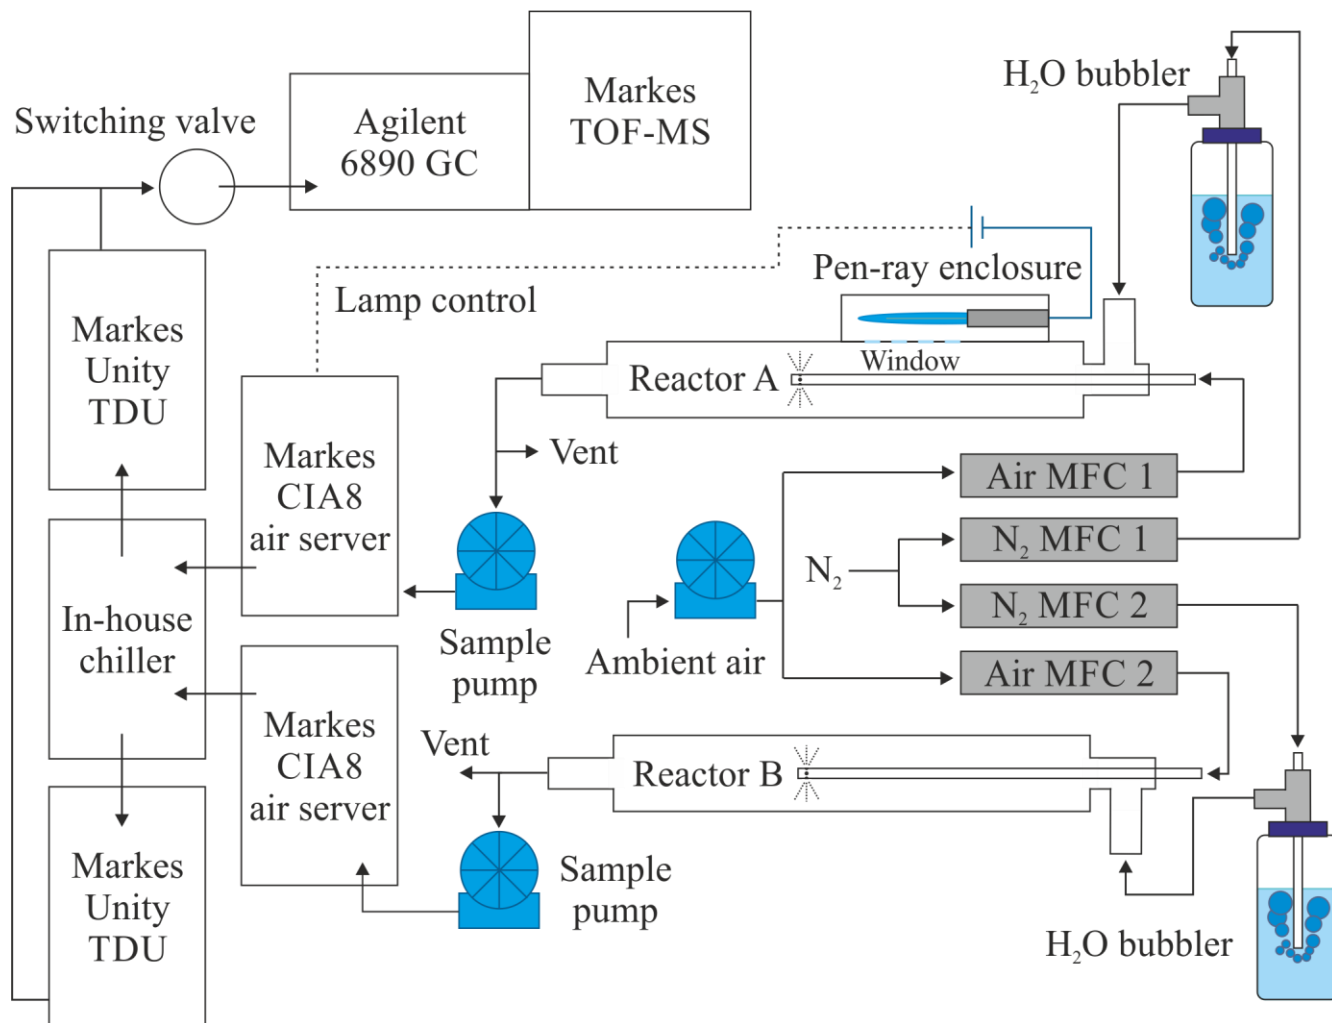 Switching valve
Agilent
6890 GC
Markes
TOF-MS
H₂O bubbler
Pen-ray enclosure
Lamp control
Window
Reactor A
Markes
Unity
TDU
Markes
CIA8
air server
Vent
Air MFC 1
N₂ MFC 1
N₂
N₂ MFC 2
Air MFC 2
In-house
chiller
Sample
pump
Ambient air
Markes
CIA8
air server
Vent
Reactor B
Markes
Unity
TDU
Sample
pump
H₂O bubbler